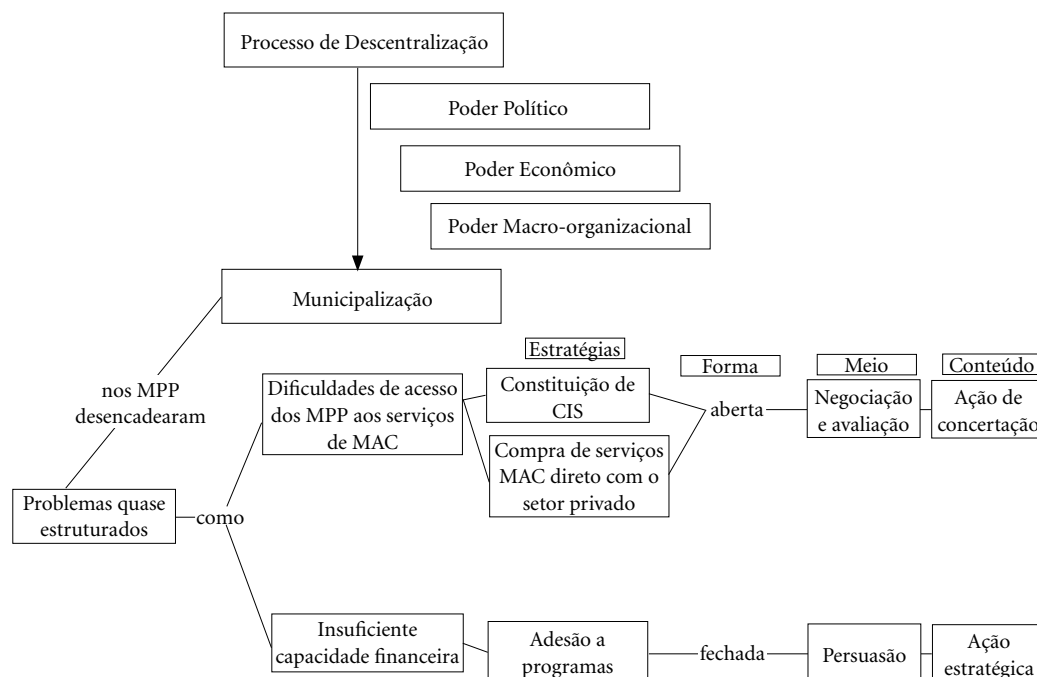 Processo de Descentralização
Poder Político
Poder Econômico
Poder Macro-organizacional
Municipalização
nos MPP
desencadearam
Problemas quase
estruturados
como
Dificuldades de acesso
dos MPP aos serviços
de MAC
Estratégias
Constituição de
CIS
Compra de serviços
MAC direto com o
setor privado
Forma
aberta
Meio
Negociação
e avaliação
Conteúdo
Ação de
concertação
Insuficiente
capacidade financeira
Adesão a
programas
fechada
Persuasão
Ação
estratégica